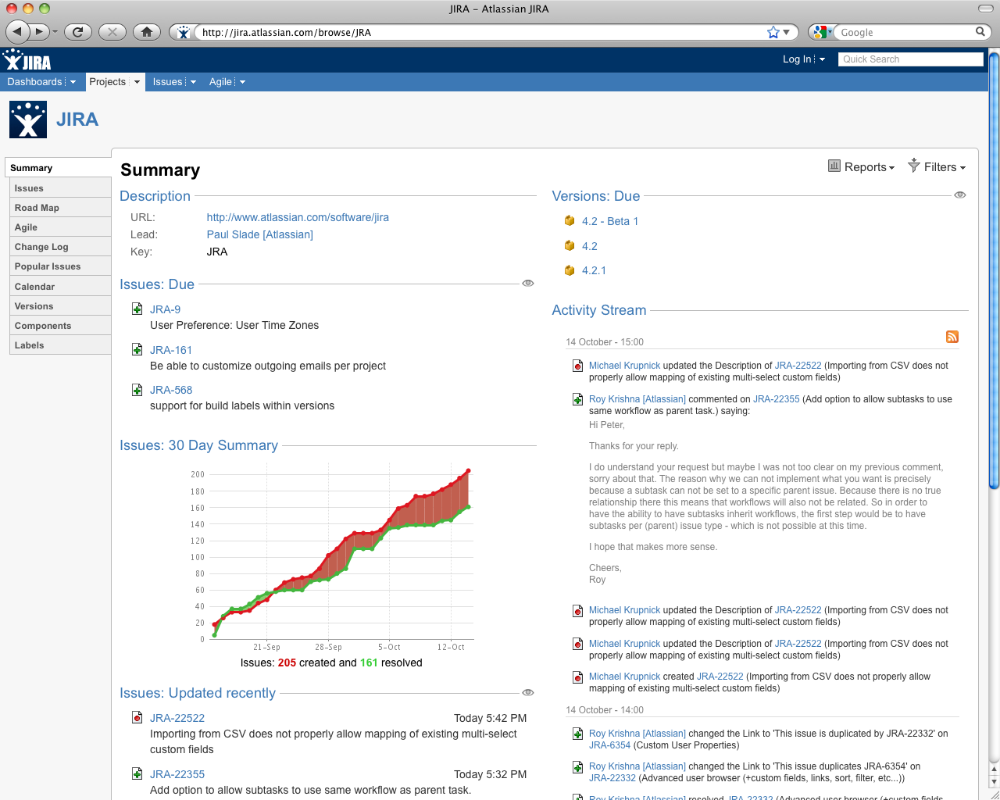 JIRA – Atlassian JIRA
http://jira.atlassian.com/browse/JRA
Google
JIRA
Log In
Quick Search
Dashboards
Projects
Issues
Agile
JIRA
Summary
Issues
Road Map
Agile
Change Log
Popular Issues
Calendar
Versions
Components
Labels
Summary
Reports
Filters
Description
URL: http://www.atlassian.com/software/jira
Lead: Paul Slade [Atlassian]
Key: JRA
Issues: Due
JRA-9
User Preference: User Time Zones
JRA-161
Be able to customize outgoing emails per project
JRA-568
support for build labels within versions
Issues: 30 Day Summary
200
180
160
140
120
100
80
60
40
20
0
21-Sep 28-Sep 5-Oct 12-Oct
Issues: 205 created and 161 resolved
Issues: Updated recently
JRA-22522 Today 5:42 PM
Importing from CSV does not properly allow mapping of existing multi-select
custom fields
JRA-22355 Today 5:32 PM
Add option to allow subtasks to use same workflow as parent task.
Versions: Due
4.2 - Beta 1
4.2
4.2.1
Activity Stream
14 October - 15:00
Michael Krupnick updated the Description of JRA-22522 (Importing from CSV does not
properly allow mapping of existing multi-select custom fields)
Roy Krishna [Atlassian] commented on JRA-22355 (Add option to allow subtasks to use
same workflow as parent task.) saying:
Hi Peter,
Thanks for your reply.
I do understand your request but maybe I was not too clear on my previous comment,
sorry about that. The reason why we can not implement what you want is precisely
because a subtask can not be set to a specific parent issue. Because there is no true
relationship there this means that workflows will also not be related. So in order to
have the ability to have subtasks inherit workflows, the first step would be to have
subtasks per (parent) issue type - which is not possible at this time.
I hope that makes more sense.
Cheers,
Roy
Michael Krupnick updated the Description of JRA-22522 (Importing from CSV does not
properly allow mapping of existing multi-select custom fields)
Michael Krupnick updated the Description of JRA-22522 (Importing from CSV does not
properly allow mapping of existing multi-select custom fields)
Michael Krupnick created JRA-22522 (Importing from CSV does not properly allow
mapping of existing multi-select custom fields)
14 October - 14:00
Roy Krishna [Atlassian] changed the Link to 'This issue is duplicated by JRA-22332' on
JRA-6354 (Custom User Properties)
Roy Krishna [Atlassian] changed the Link to 'This issue duplicates JRA-6354' on
JRA-22332 (Advanced user browser (+custom fields, links, sort, filter, etc...))
Roy Krishna [Atlassian] resolved JRA-22332 (Advanced user browser (+custom fields,